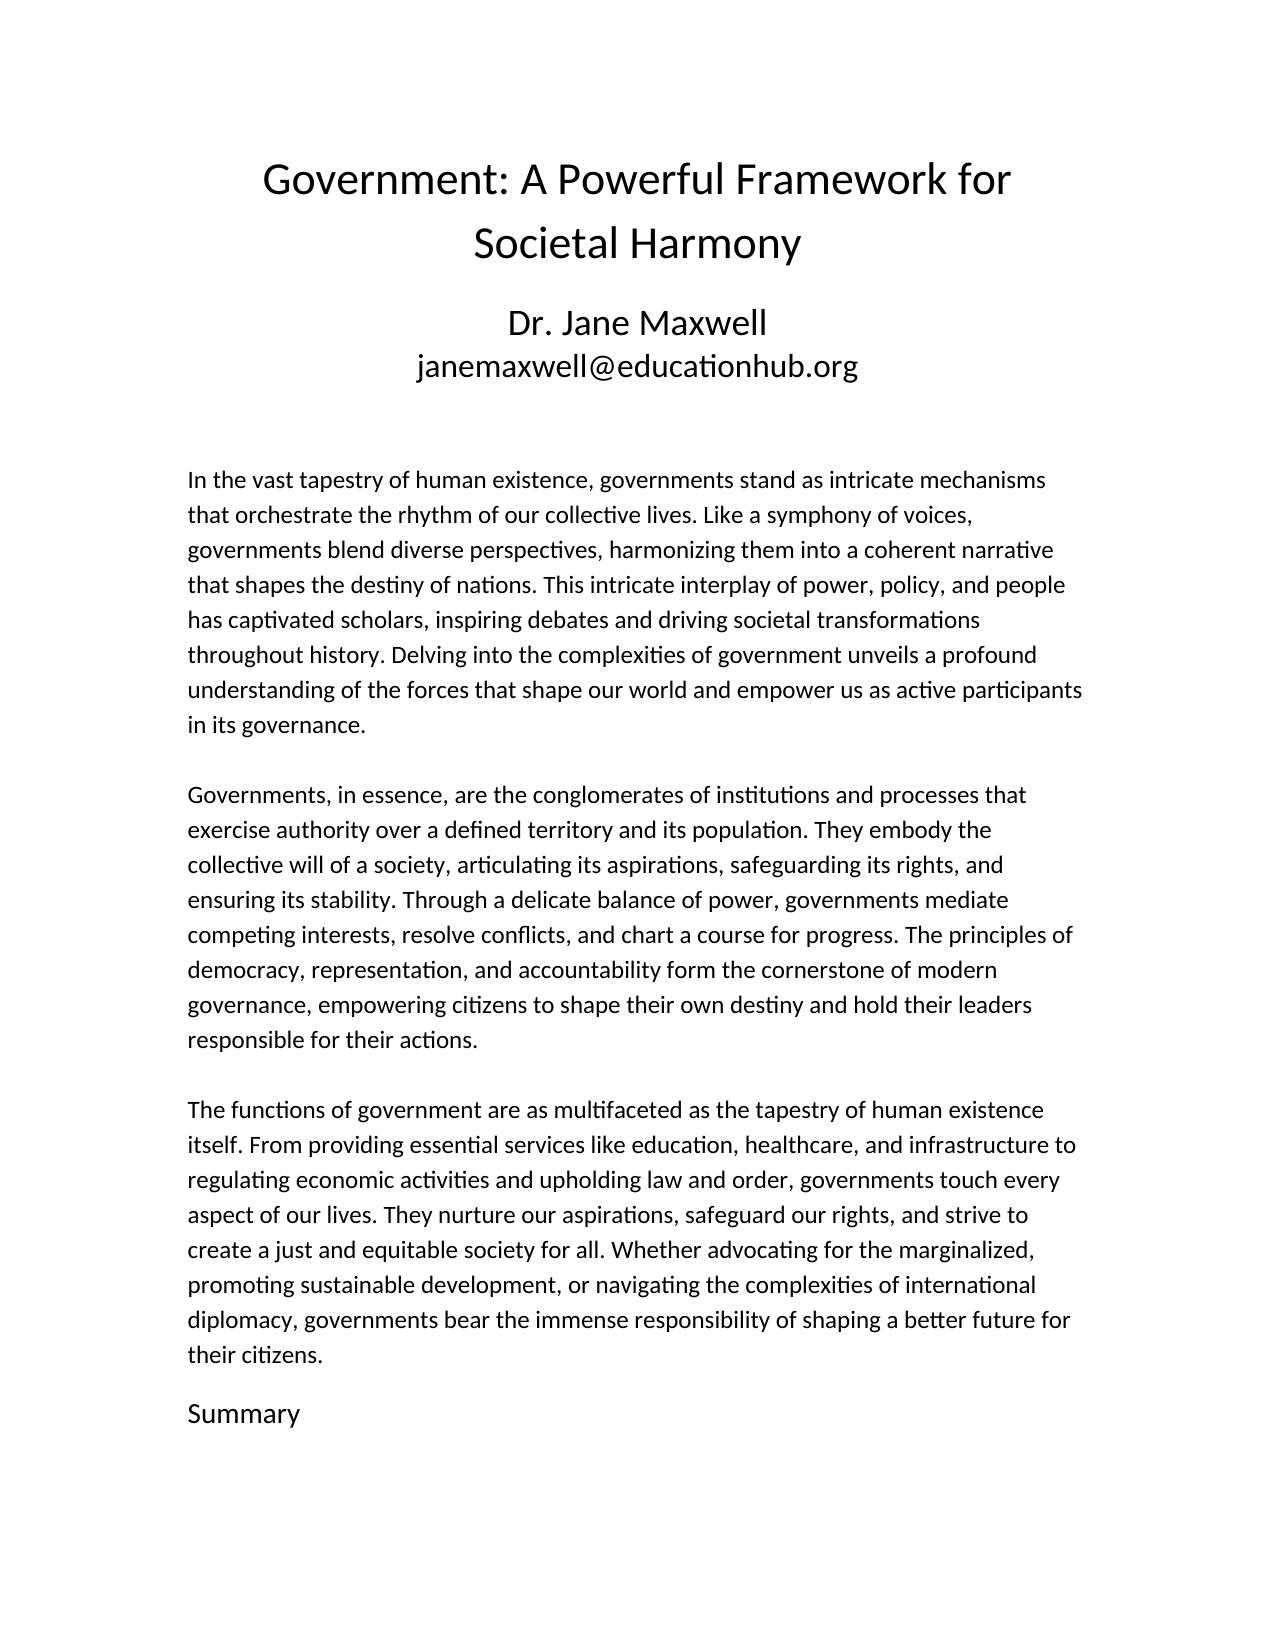 Government: A Powerful Framework for
Societal Harmony
Dr. Jane Maxwell
janemaxwell@educationhub.org
In the vast tapestry of human existence, governments stand as intricate mechanisms
that orchestrate the rhythm of our collective lives. Like a symphony of voices,
governments blend diverse perspectives, harmonizing them into a coherent narrative
that shapes the destiny of nations. This intricate interplay of power, policy, and people
has captivated scholars, inspiring debates and driving societal transformations
throughout history. Delving into the complexities of government unveils a profound
understanding of the forces that shape our world and empower us as active participants
in its governance.
Governments, in essence, are the conglomerates of institutions and processes that
exercise authority over a defined territory and its population. They embody the
collective will of a society, articulating its aspirations, safeguarding its rights, and
ensuring its stability. Through a delicate balance of power, governments mediate
competing interests, resolve conflicts, and chart a course for progress. The principles of
democracy, representation, and accountability form the cornerstone of modern
governance, empowering citizens to shape their own destiny and hold their leaders
responsible for their actions.
The functions of government are as multifaceted as the tapestry of human existence
itself. From providing essential services like education, healthcare, and infrastructure to
regulating economic activities and upholding law and order, governments touch every
aspect of our lives. They nurture our aspirations, safeguard our rights, and strive to
create a just and equitable society for all. Whether advocating for the marginalized,
promoting sustainable development, or navigating the complexities of international
diplomacy, governments bear the immense responsibility of shaping a better future for
their citizens.
Summary